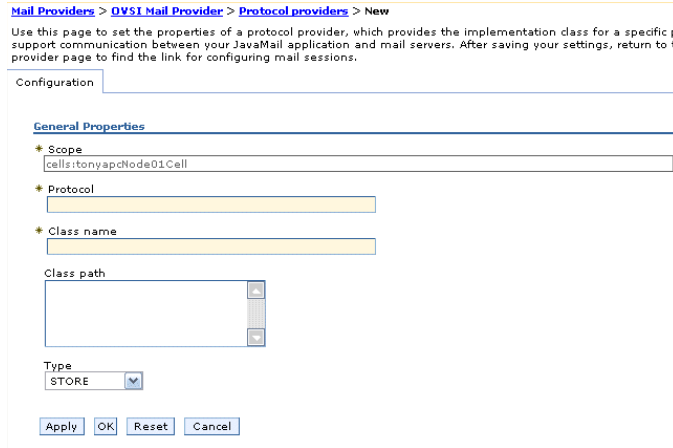 Mail Providers > OVSI Mail Provider > Protocol providers > New
Use this page to set the properties of a protocol provider, which provides the implementation class for a specific
support communication between your JavaMail application and mail servers. After saving your settings, return to
provider page to find the link for configuring mail sessions.
Configuration
General Properties
* Scope
cells:tonyapcNode01Cell
* Protocol
* Class name
Class path
Type
STORE
Apply OK Reset Cancel